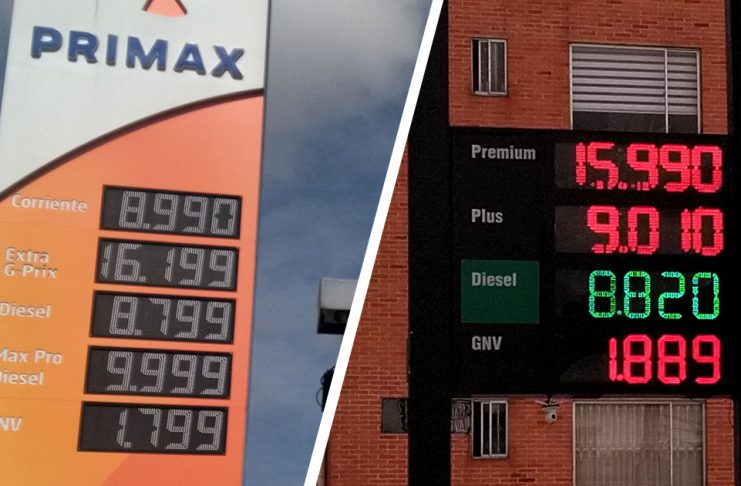 PRIMAX
Corriente 8.990
Extra
G-Prix 16.199
Diesel 8.799
Max Pro
Diesel 9.999
NV 1.799
Premium 15.990
Plus 9.010
Diesel 8.820
GNV 1.889